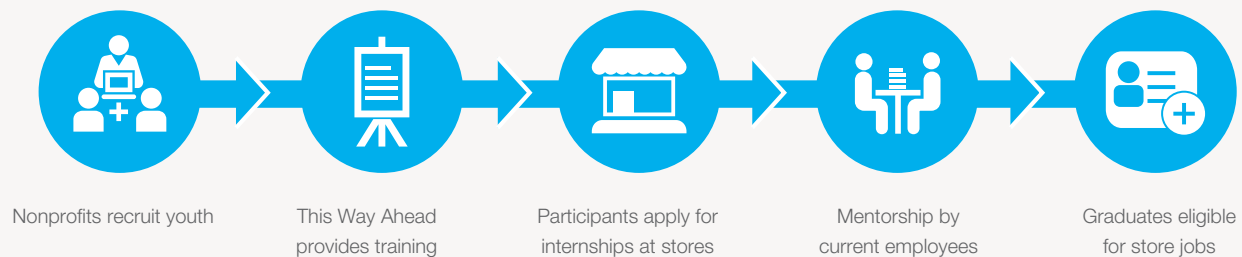 Nonprofits recruit youth
This Way Ahead
provides training
Participants apply for
internships at stores
Mentorship by
current employees
Graduates eligible
for store jobs